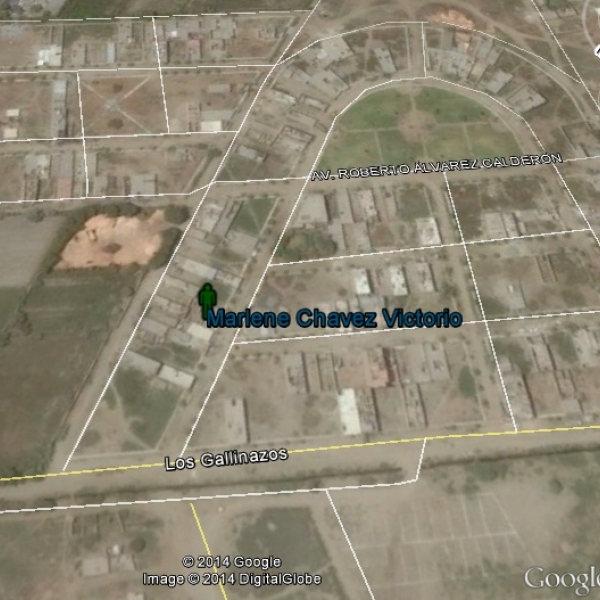 AV. ROBERTO ÁLVAREZ CALDERÓN
Marlene Chavez Victorio
Los Gallinazos
© 2014 Google
Image © 2014 DigitalGlobe
Google